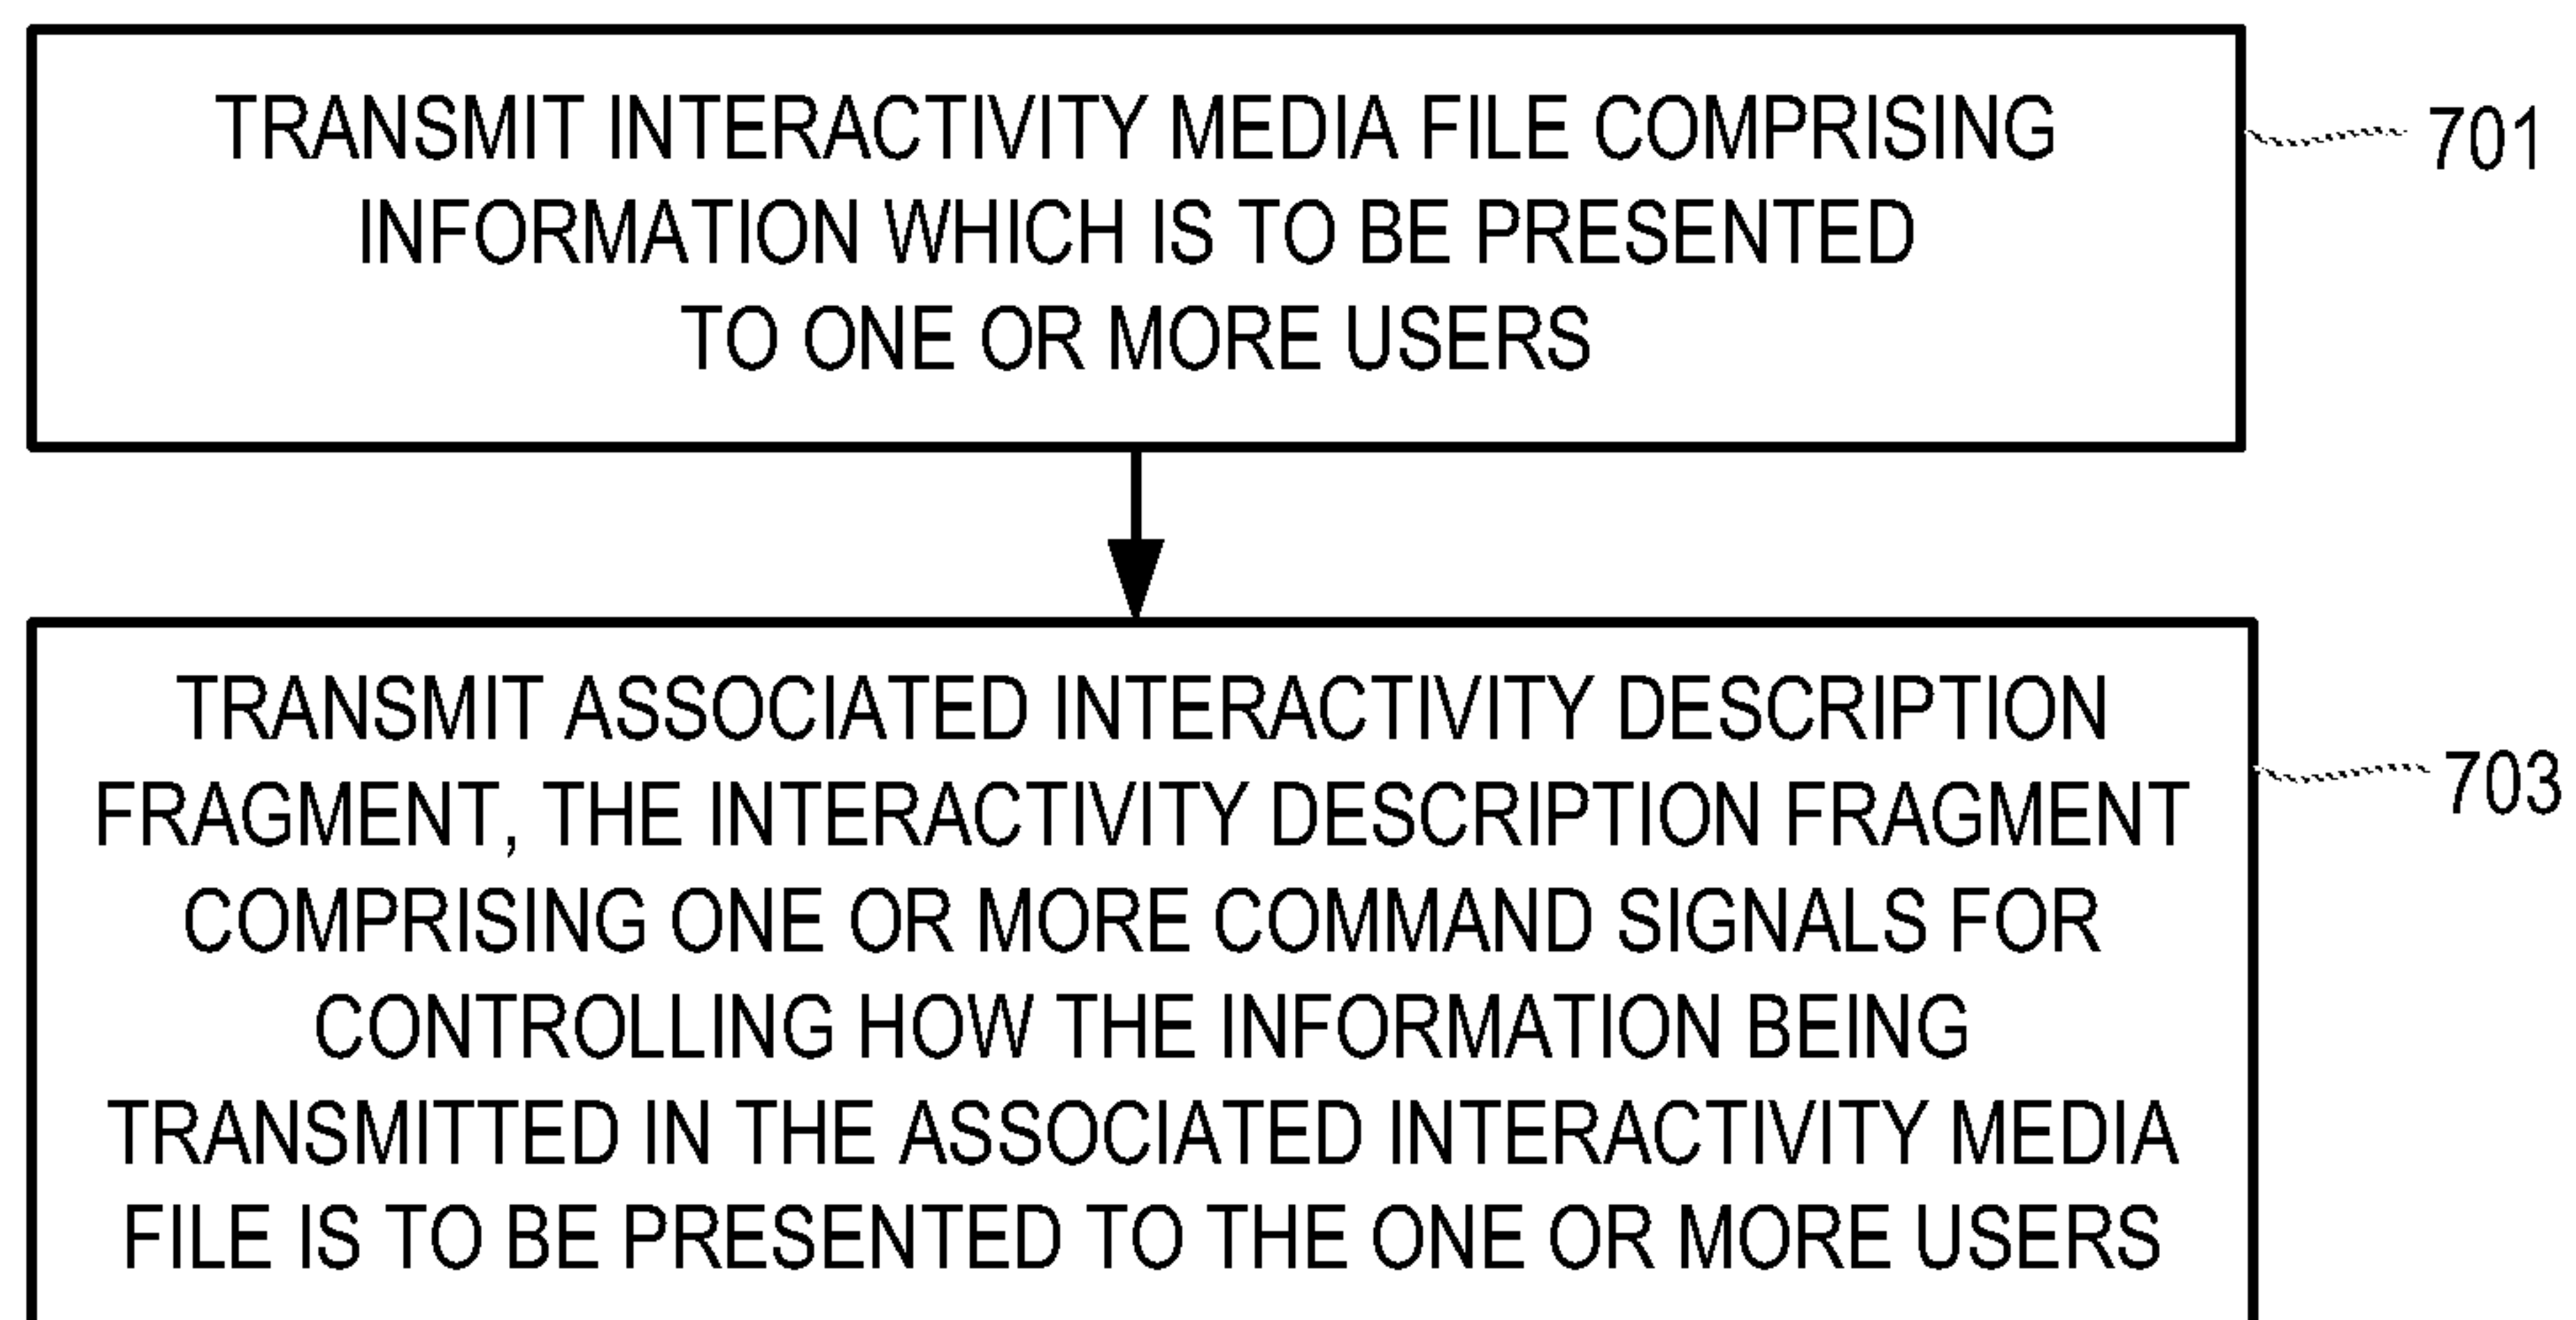 TRANSMIT INTERACTIVITY MEDIA FILE COMPRISING
INFORMATION WHICH IS TO BE PRESENTED
TO ONE OR MORE USERS
701
TRANSMIT ASSOCIATED INTERACTIVITY DESCRIPTION
FRAGMENT, THE INTERACTIVITY DESCRIPTION FRAGMENT
COMPRISING ONE OR MORE COMMAND SIGNALS FOR
CONTROLLING HOW THE INFORMATION BEING
TRANSMITTED IN THE ASSOCIATED INTERACTIVITY MEDIA
FILE IS TO BE PRESENTED TO THE ONE OR MORE USERS
703